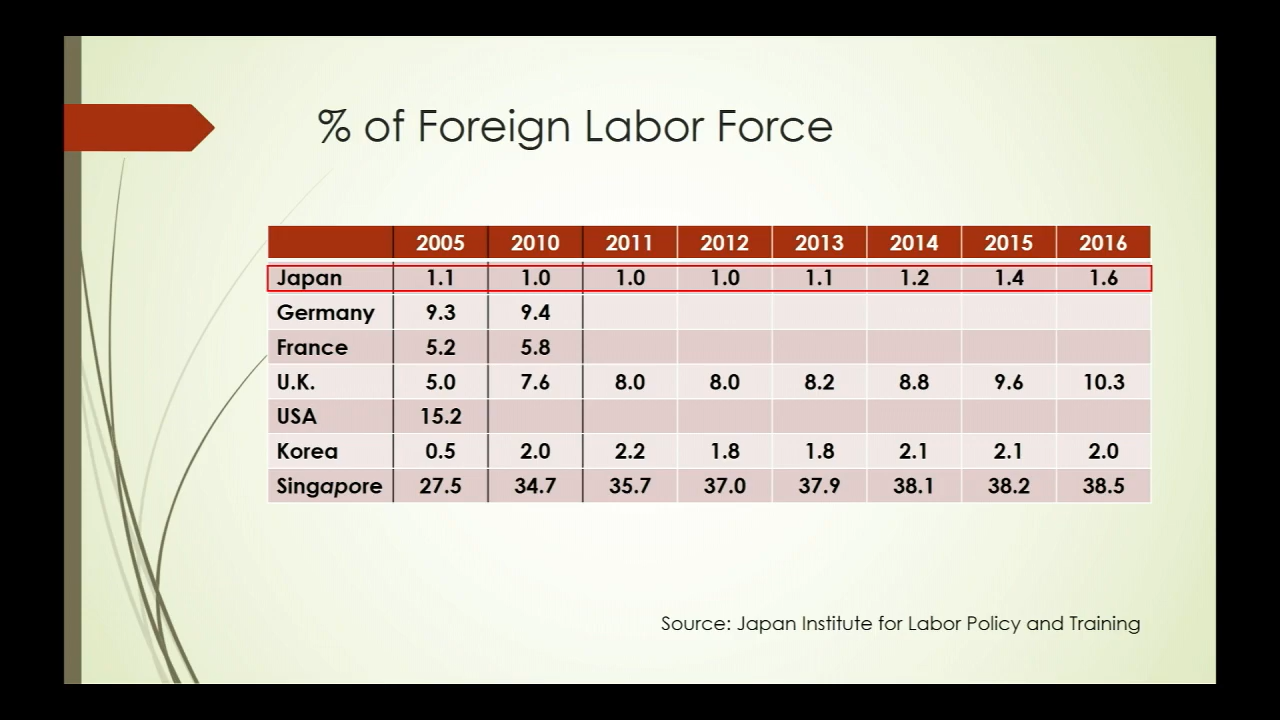 % of Foreign Labor Force
2005 2010 2011 2012 2013 2014 2015 2016
Japan 1.1 1.0 1.0 1.0 1.1 1.2 1.4 1.6
Germany 9.3 9.4
France 5.2 5.8
U.K. 5.0 7.6 8.0 8.0 8.2 8.8 9.6 10.3
USA 15.2
Korea 0.5 2.0 2.2 1.8 1.8 2.1 2.1 2.0
Singapore 27.5 34.7 35.7 37.0 37.9 38.1 38.2 38.5
Source: Japan Institute for Labor Policy and Training